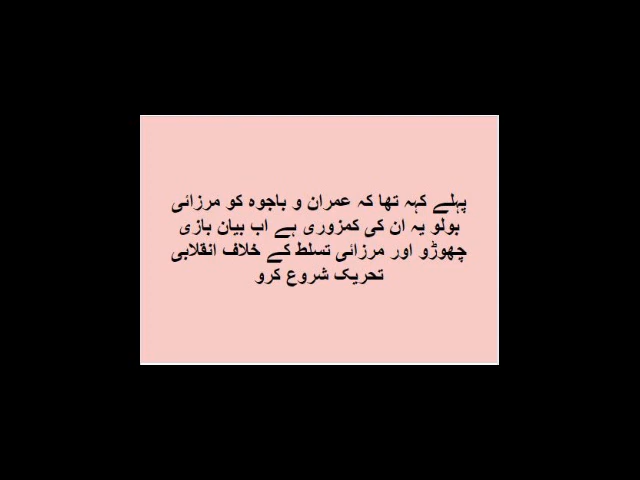 پہلے کہہ تھا کہ عمران و باجوہ کو مرزائی
بولو یہ ان کی کمزوری ہے اب بیان بازی
چھوڑو اور مرزائی تسلط کے خلاف انقلابی
تحریک شروع کرو